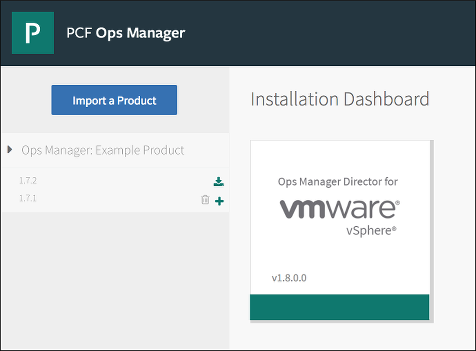 P
PCF Ops Manager
Import a Product
Installation Dashboard
Ops Manager: Example Product
1.7.2
1.7.1
Ops Manager Director for
vmware®
vSphere®
v1.8.0.0